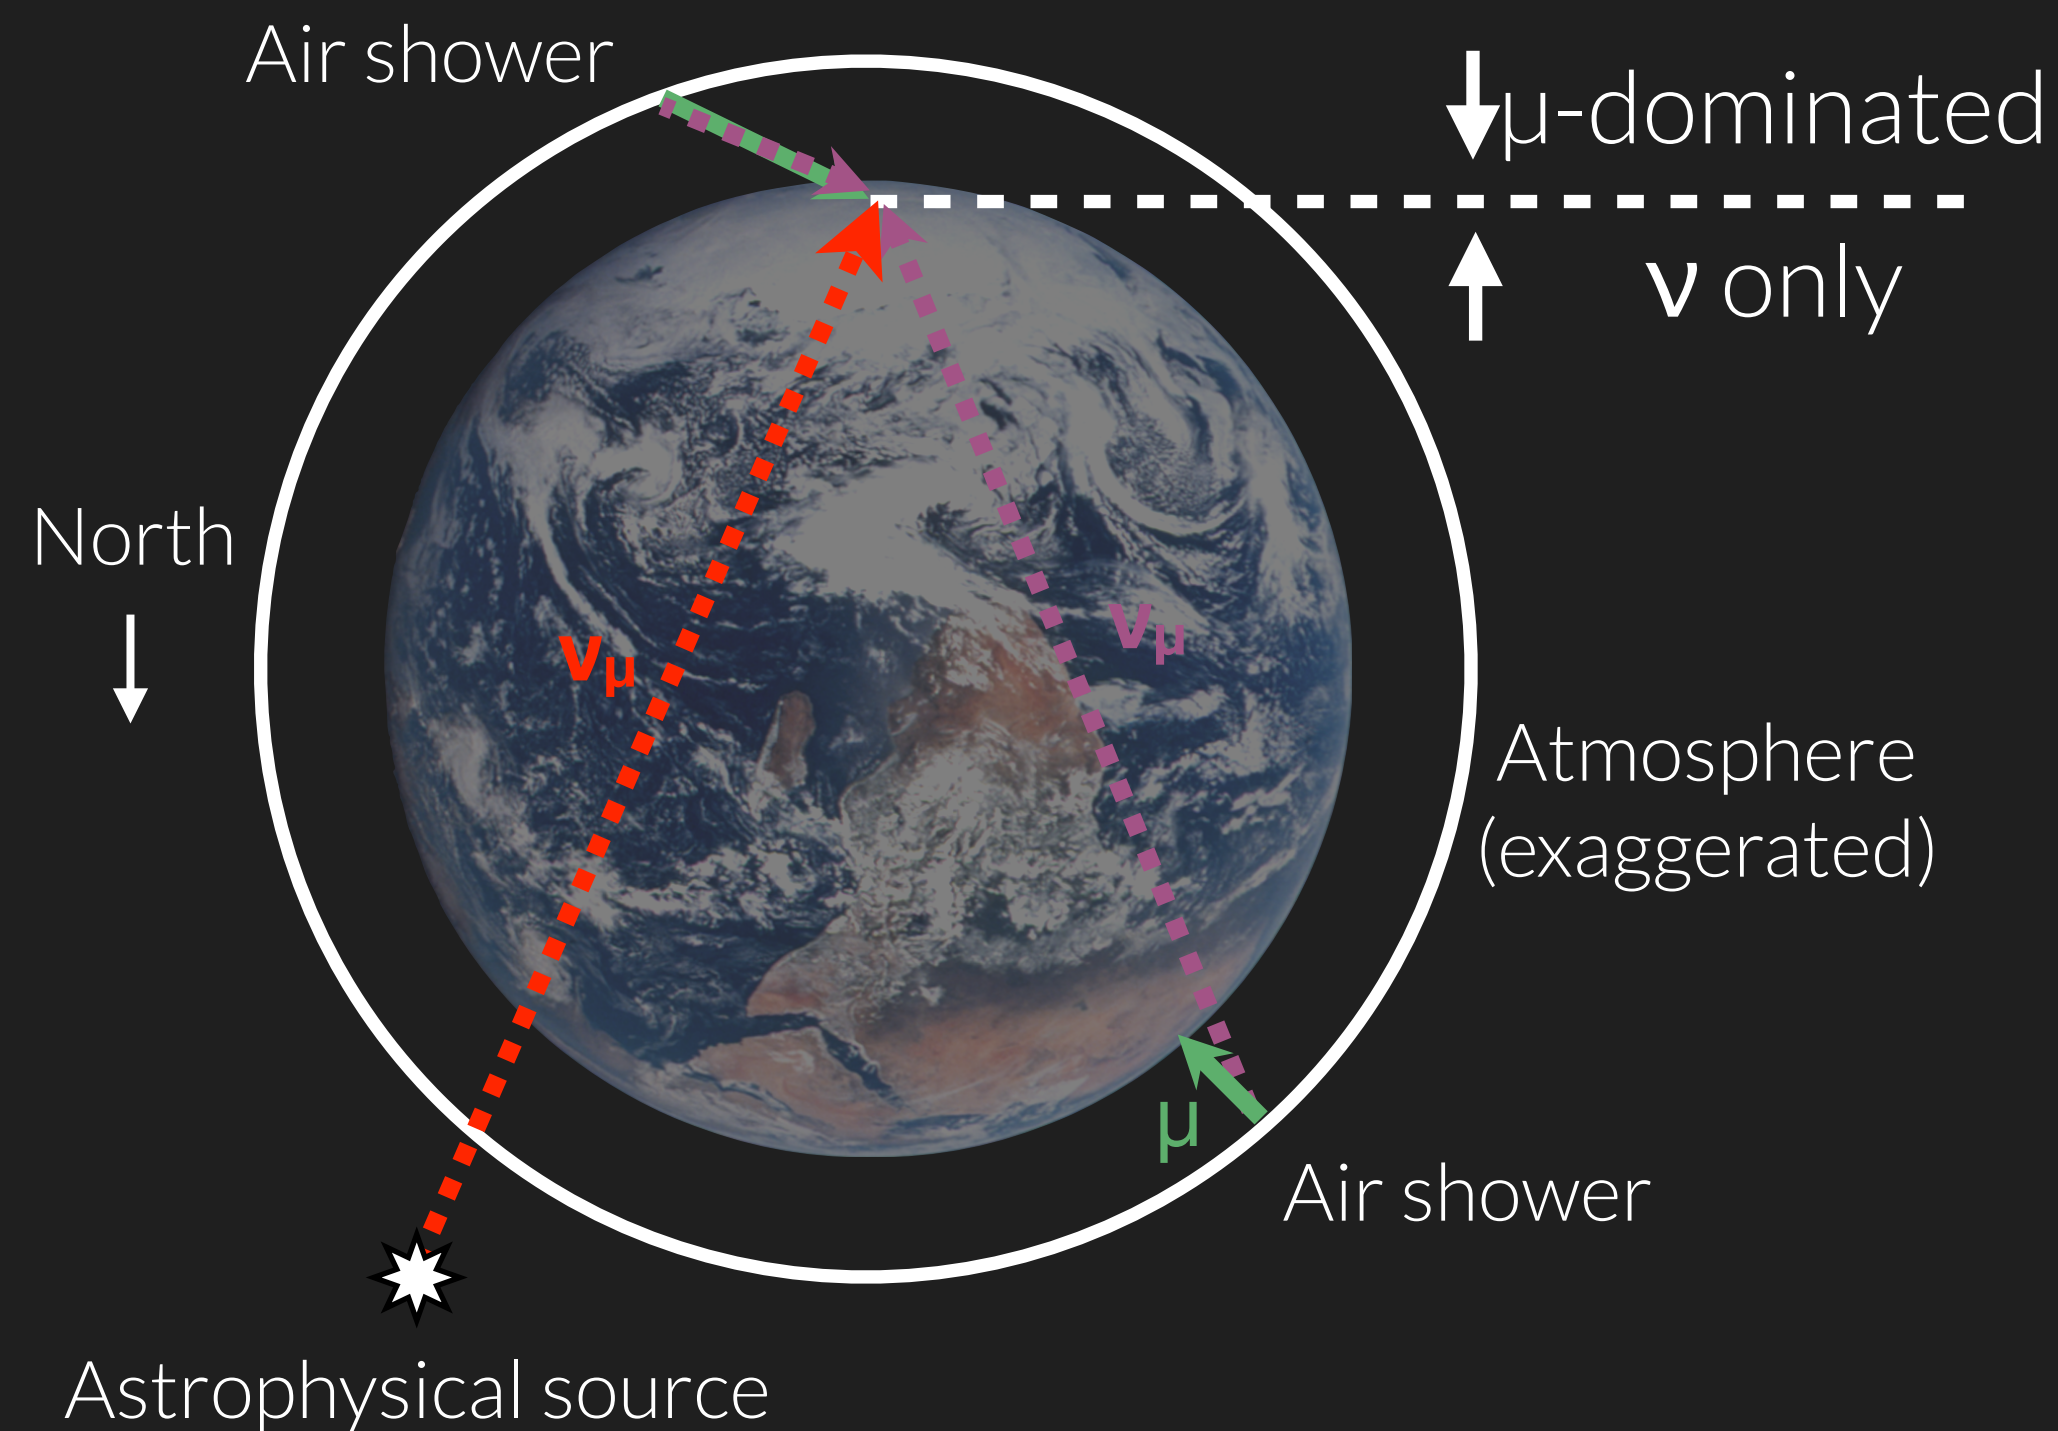 Air shower
μ-dominated
ν only
North
νμ
νμ
Atmosphere
(exaggerated)
μ
Air shower
Astrophysical source